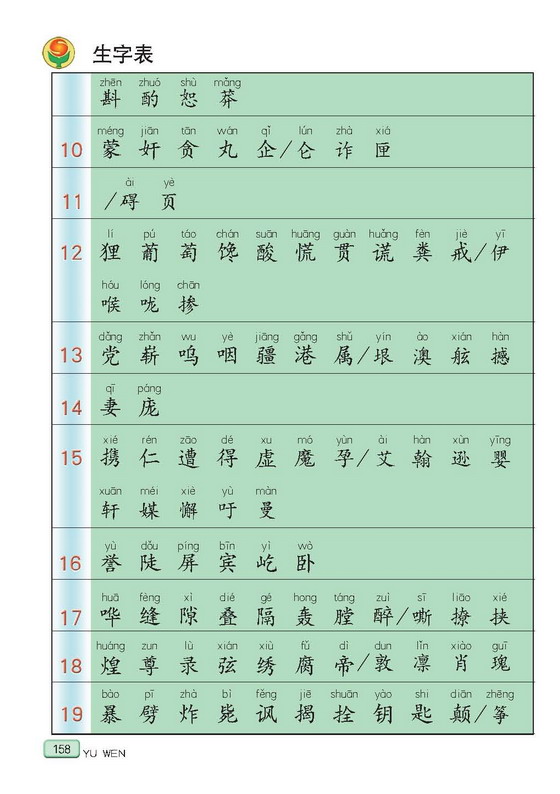 生字表
zhēn zhuó shù mǎng
斟 酌 恕 莽
méng jiān tān wán qǐ lún zhà xiá
10 蒙 奸 贪 丸 企/仑 诈 匣
ài yè
11 /碍 页
lí pú táo chán suān huāng guàn huǎng fèn jiè yī
12 狸 葡 萄 馋 酸 慌 贯 谎 粪 戒/伊
hóu lóng chān
喉 咙 掺
dǎng zhǎn wu yè jiāng gǎng shǔ yín ào xián hàn
13 党 崭 呜 咽 疆 港 属/垠 澳 舷 撼
qī páng
14 妻 庞
xié rén zāo dé xu mó yùn ài hàn xùn yīng
15 携 仁 遭 得 虚 魔 孕/艾 翰 逊 婴
xuān méi xiè yù màn
轩 媒 懈 吁 曼
yù dǒu píng bīn yì wò
16 誉 陡 屏 宾 屹 卧
huā fèng xì dié gé hong táng zuì sī liāo xié
17 哗 缝 隙 叠 隔 轰 膛 醉/嘶 撩 挟
huáng zun lù xián xiù fǔ dì dun lǐn xiào guī
18 煌 尊 录 弦 绣 腐 帝/敦 凛 肖 瑰
bào pī zhà bì fěng jiē shuān yào shi diān zhēng
19 暴 劈 炸 毙 讽 揭 拴 钥 匙 颠/筝
158 YU WEN